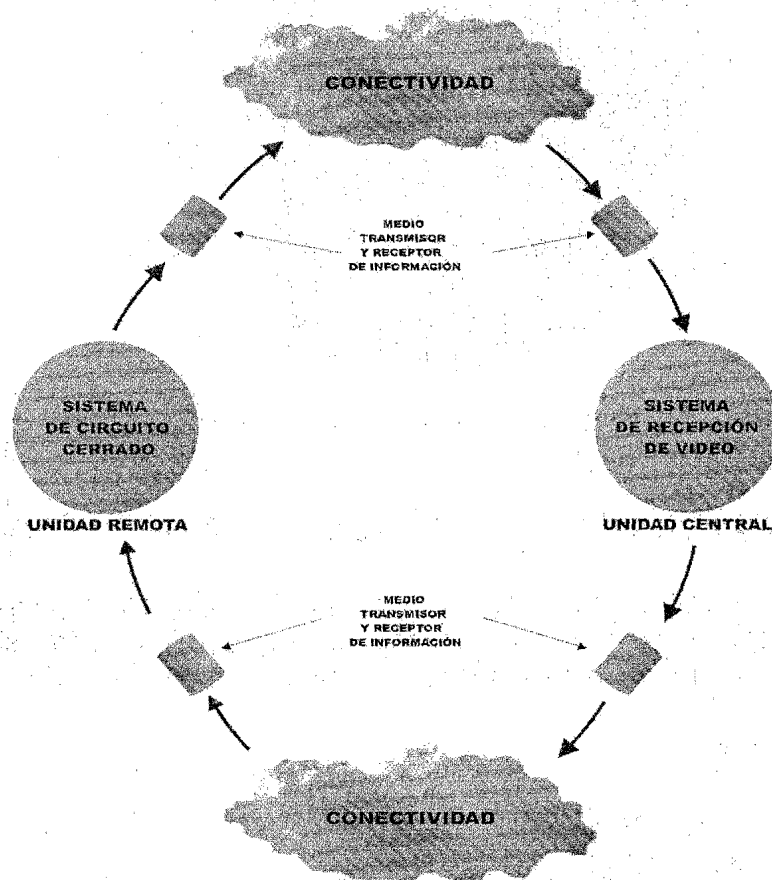 CONECTIVIDAD
MEDIO
TRANSMISOR
Y RECEPTOR
DE INFORMACIÓN
SISTEMA
DE CIRCUITO
CERRADO
UNIDAD REMOTA
SISTEMA
DE RECEPCIÓN
DE VIDEO
UNIDAD CENTRAL
MEDIO
TRANSMISOR
Y RECEPTOR
DE INFORMACIÓN
CONECTIVIDAD